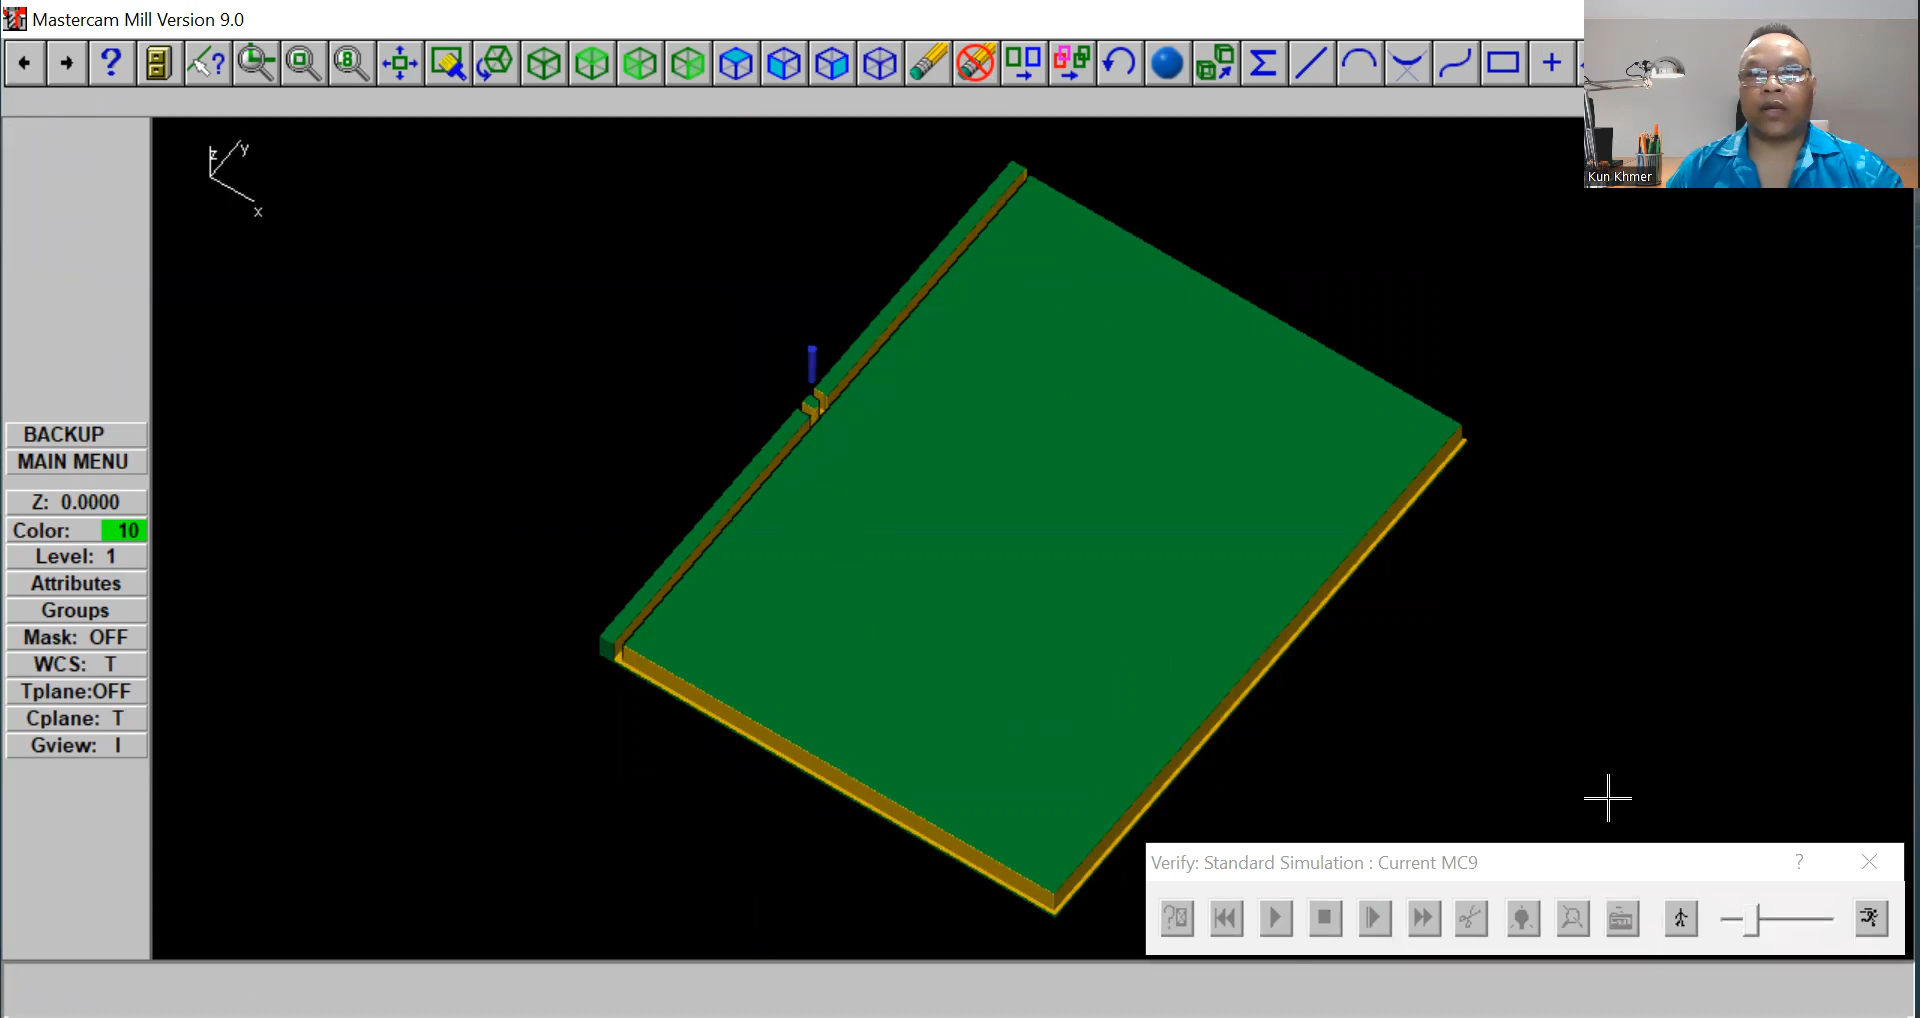 Mastercam Mill Version 9.0
Kun Khmer
z
y
x
BACKUP
MAIN MENU
Z: 0.0000
Color: 10
Level: 1
Attributes
Groups
Mask: OFF
WCS: T
Tplane:OFF
Cplane: T
Gview: I
Verify: Standard Simulation : Current MC9
?